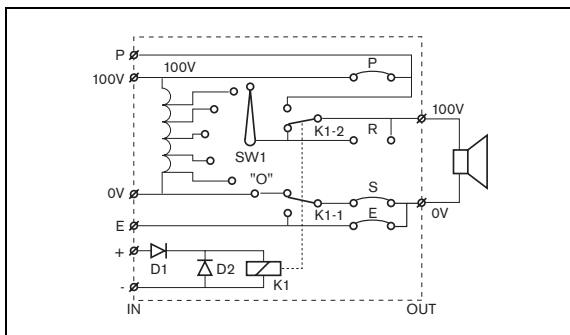 P
100V
100V
P
100V
K1-2
R
SW1
"O"
0V
S
K1-1
E
0V
E
+
D1
D2
K1
-
IN
OUT